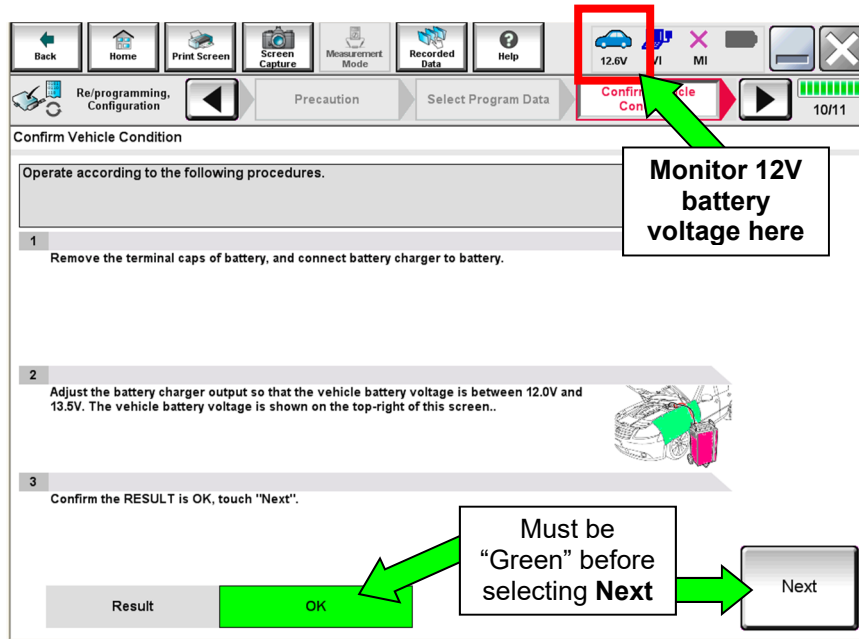 Back
Home
Print Screen
Screen
Capture
Measurement
Mode
Recorded
Data
Help
12.6V
VI
MI
Re/programming,
Configuration
Precaution
Select Program Data
Confirm Vehicle
10/11
Confirm Vehicle Condition
Operate according to the following procedures.
Monitor 12V
battery
voltage here
1
Remove the terminal caps of battery, and connect battery charger to battery.
2
Adjust the battery charger output so that the vehicle battery voltage is between 12.0V and
13.5V. The vehicle battery voltage is shown on the top-right of this screen..
3
Confirm the RESULT is OK, touch "Next".
Must be
“Green” before
selecting Next
Result
OK
Next